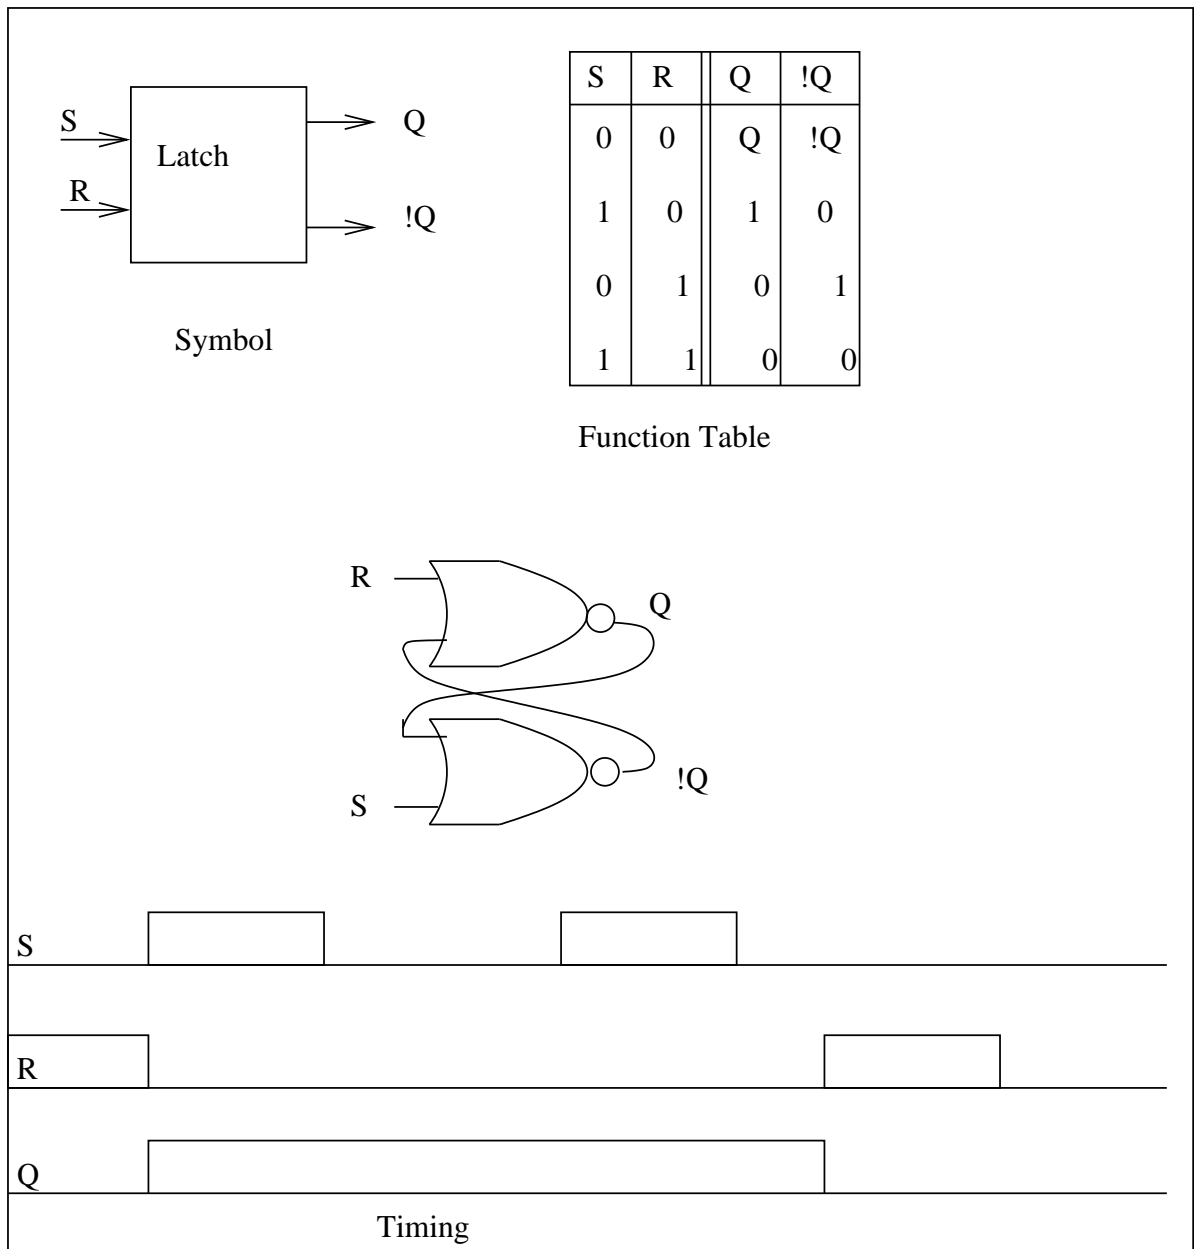 S
R
Latch
Q
!Q
Symbol
S R Q !Q
0 0 Q !Q
1 0 1 0
0 1 0 1
1 1 0 0
Function Table
R
Q
S
!Q
S
R
Q
Timing